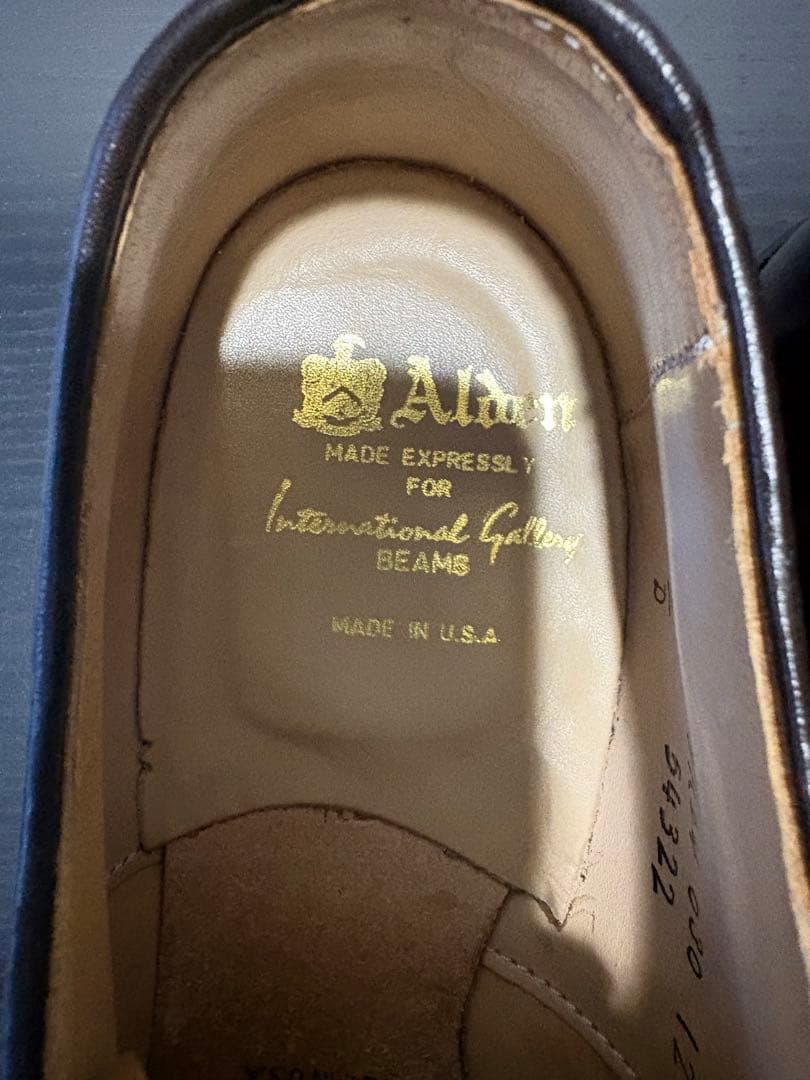 Alden
MADE EXPRESSLY
FOR
International Gallery
BEAMS
MADE IN U.S.A.
D
54322